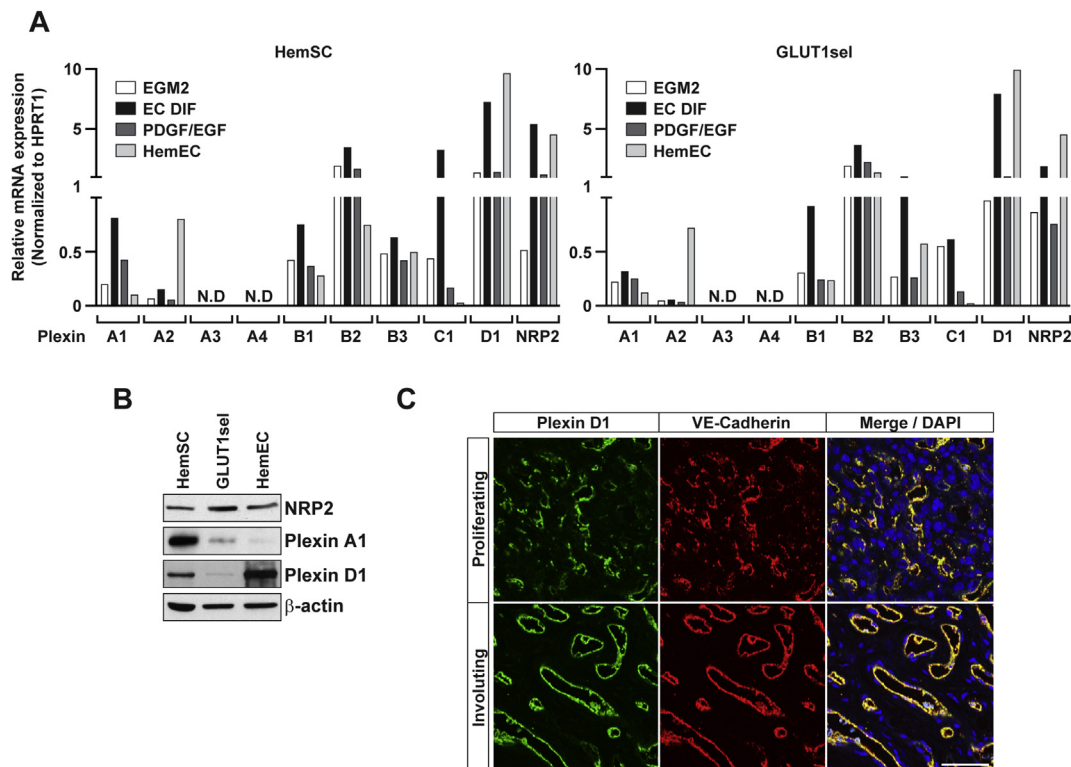 A
HemSC
GLUT1sel
Relative mRNA expression
(Normalized to HPRT1)
10
5
1
0.5
0
EGM2
EC DIF
PDGF/EGF
HemEC
N.D
N.D
Plexin
A1 A2 A3 A4 B1 B2 B3 C1 D1 NRP2
10
5
1
0.5
0
EGM2
EC DIF
PDGF/EGF
HemEC
N.D
N.D
A1 A2 A3 A4 B1 B2 B3 C1 D1 NRP2
B
HemSC
GLUT1sel
HemEC
NRP2
Plexin A1
Plexin D1
β-actin
C
Plexin D1
VE-Cadherin
Merge / DAPI
Proliferating
Involuting